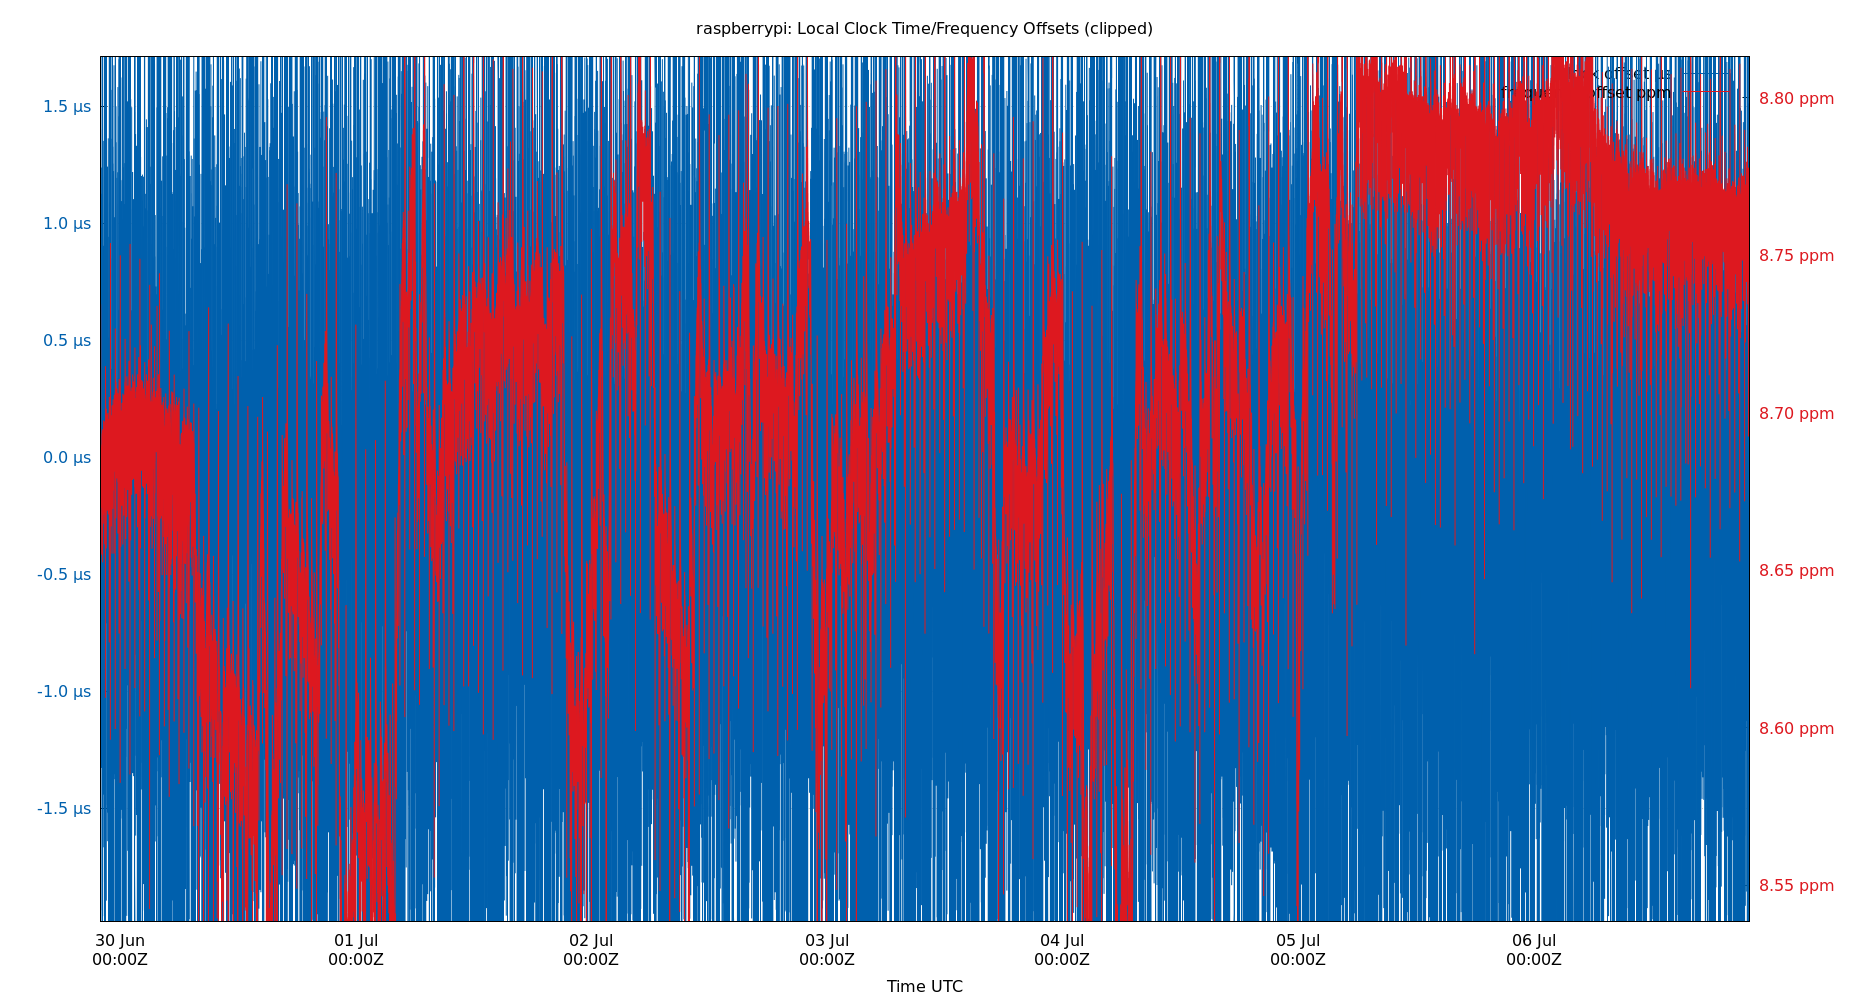 raspberrypi: Local Clock Time/Frequency Offsets (clipped)
offset µs
offset ppm
1.5 µs
1.0 µs
0.5 µs
0.0 µs
-0.5 µs
-1.0 µs
-1.5 µs
8.80 ppm
8.75 ppm
8.70 ppm
8.65 ppm
8.60 ppm
8.55 ppm
30 Jun 01 Jul 02 Jul 03 Jul 04 Jul 05 Jul 06 Jul
00:00Z 00:00Z 00:00Z 00:00Z 00:00Z 00:00Z 00:00Z
Time UTC